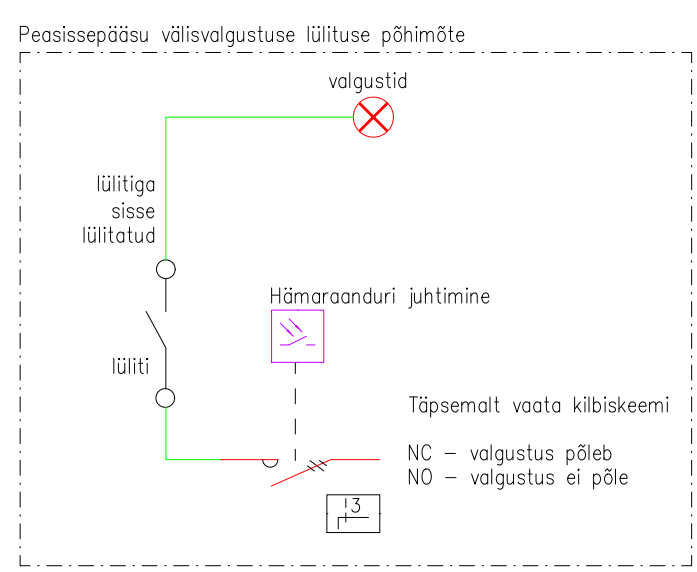 Peasissepääsu välisvalgustuse lülituse põhimõte
valgustid
lülitiga
sisse
lülitatud
Hämaraanduri juhtimine
lüliti
Täpsemalt vaata kilbiskeemi
NC – valgustus põleb
NO – valgustus ei põle
3